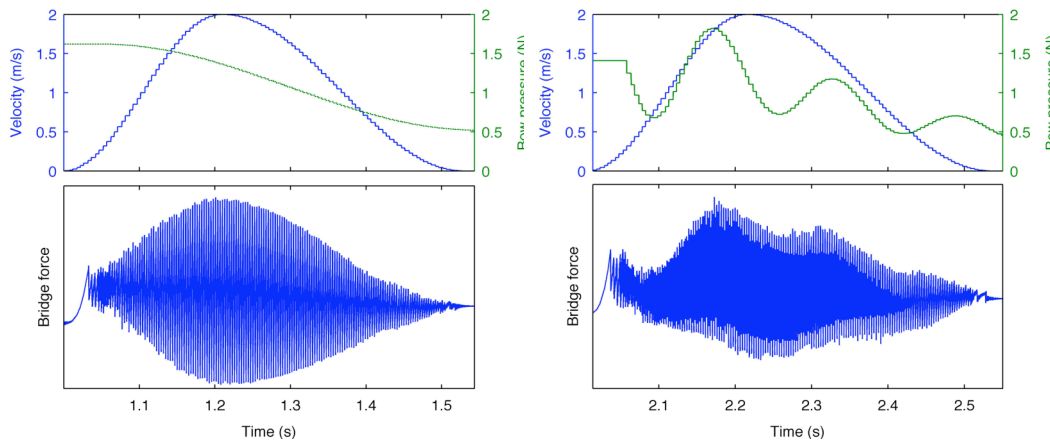 2
1.5
1
0.5
0
Velocity (m/s)
2
1.5
1
0.5
0
Bow pressure (N)
2
1.5
1
0.5
0
Velocity (m/s)
2
1.5
1
0.5
0
Bow pressure (N)
Bridge force
1.1 1.2 1.3 1.4 1.5
Time (s)
Bridge force
2.1 2.2 2.3 2.4 2.5
Time (s)